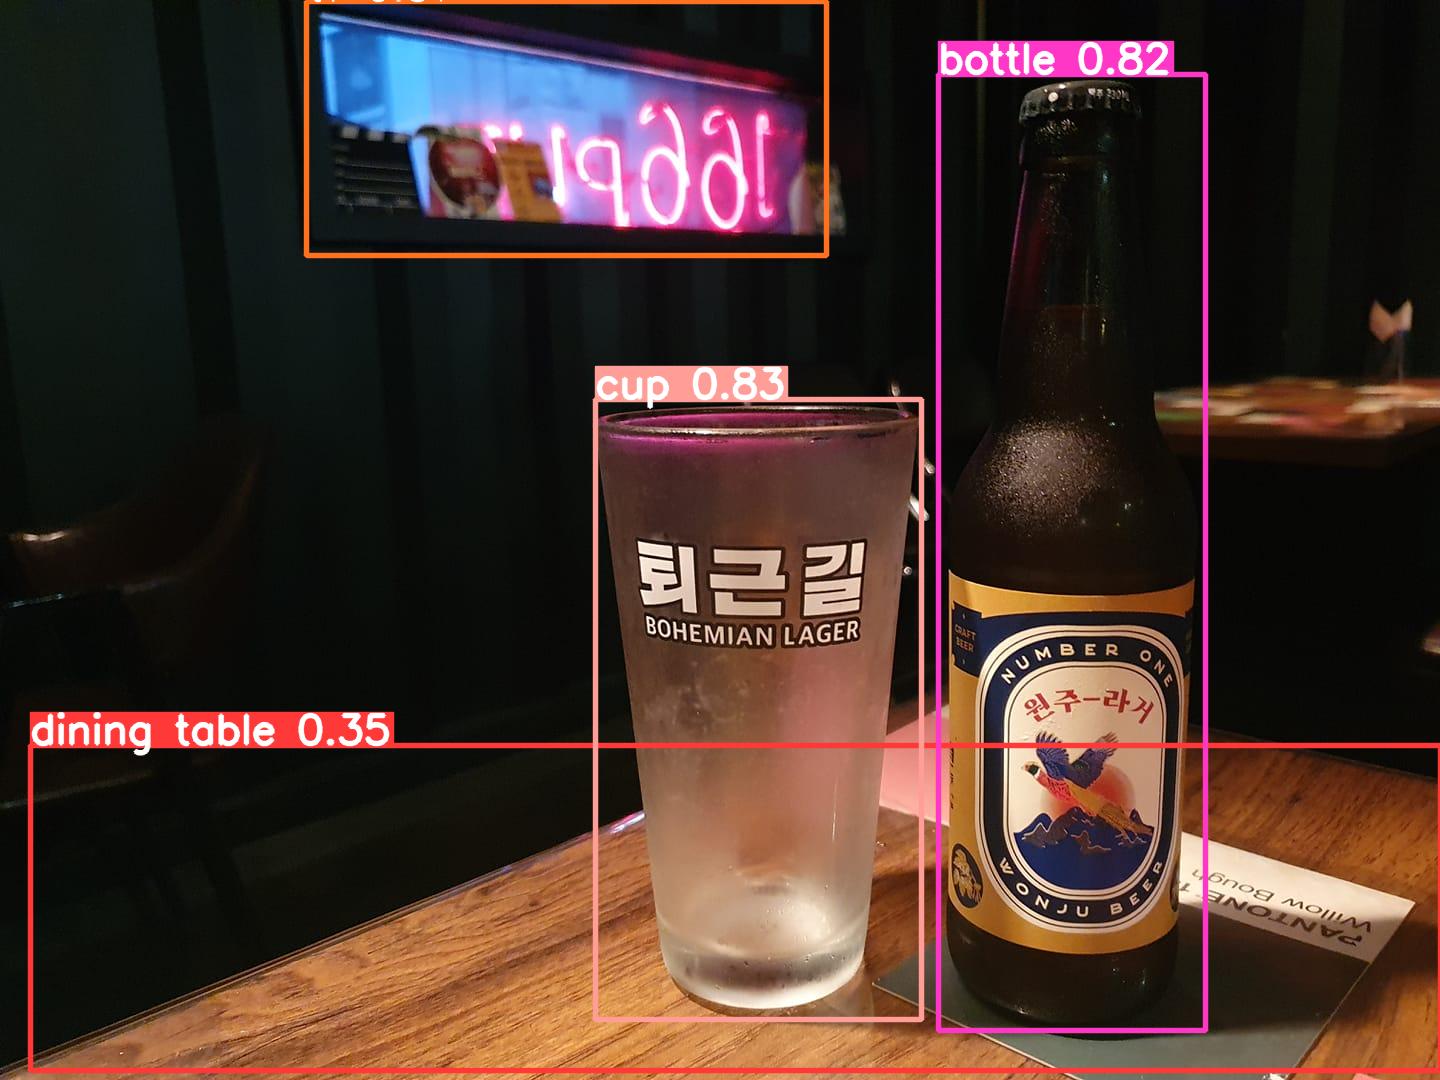 bottle 0.82
166p
cup 0.83
퇴근길
BOHEMIAN LAGER
CRAFT
BEER
NUMBER ONE
원주-라거
WONJU BEER
dining table 0.35
PANTONE
Willow Bough